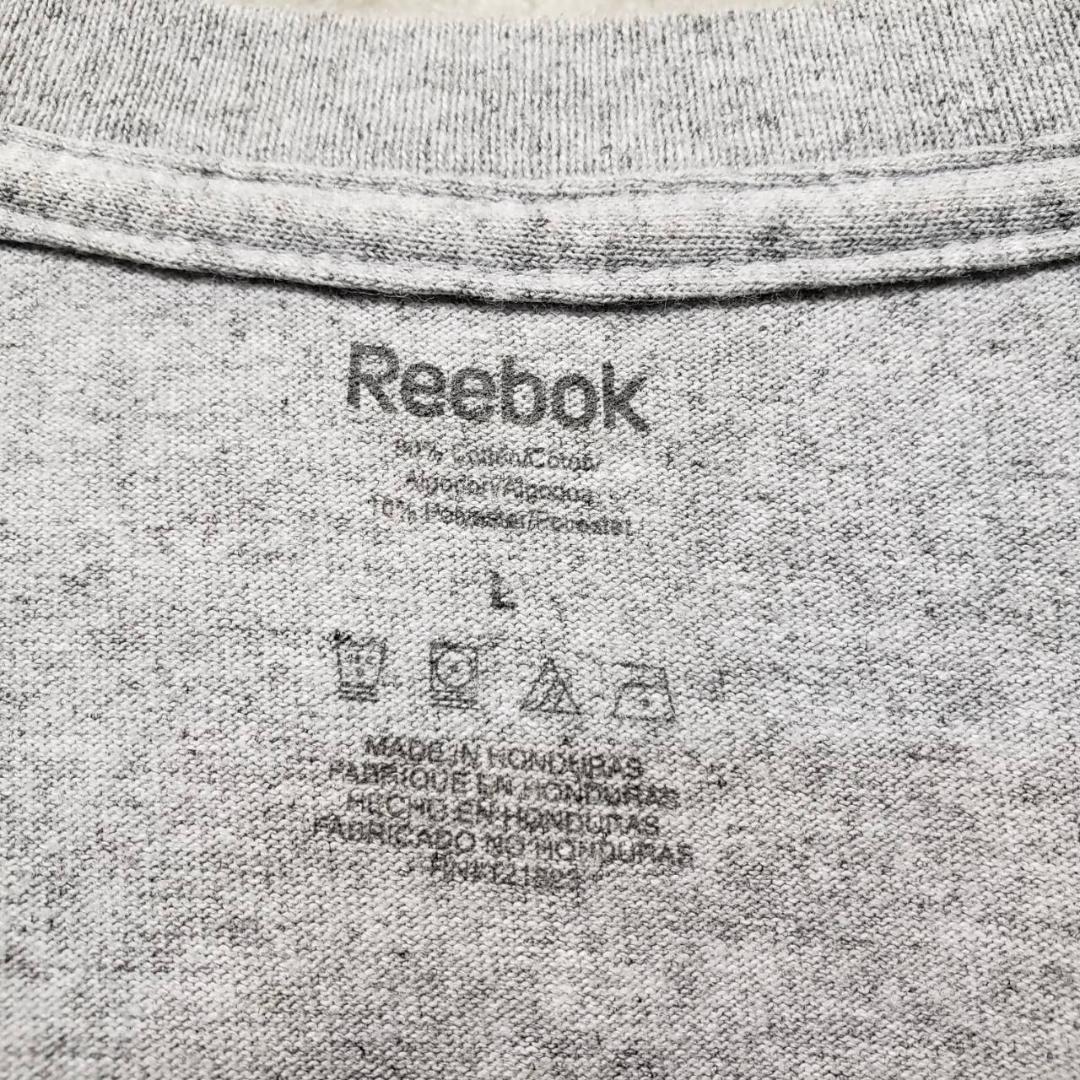 Reebok
90% Cotton/Coton/
Algodon/Algodao
10% Polyester/Poliester
L
MADE IN HONDURAS
FABRIQUE EN HONDURAS
HECHO EN HONDURAS
FABRICADO NO HONDURAS